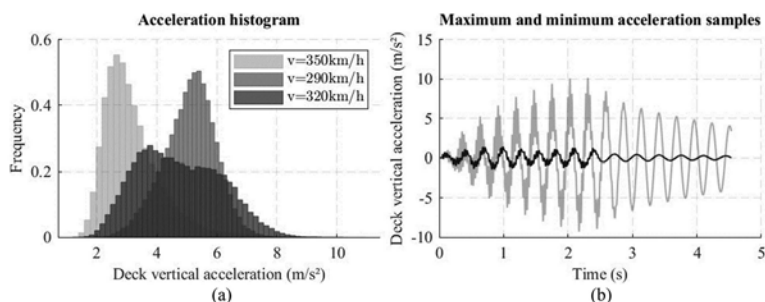 Acceleration histogram
0.6
0.4
0.2
0
Frequency
v=350km/h
v=290km/h
v=320km/h
2 4 6 8 10
Deck vertical acceleration (m/s²)
(a)
Maximum and minimum acceleration samples
15
10
5
0
-5
-10
Deck vertical acceleration (m/s²)
0 1 2 3 4 5
Time (s)
(b)